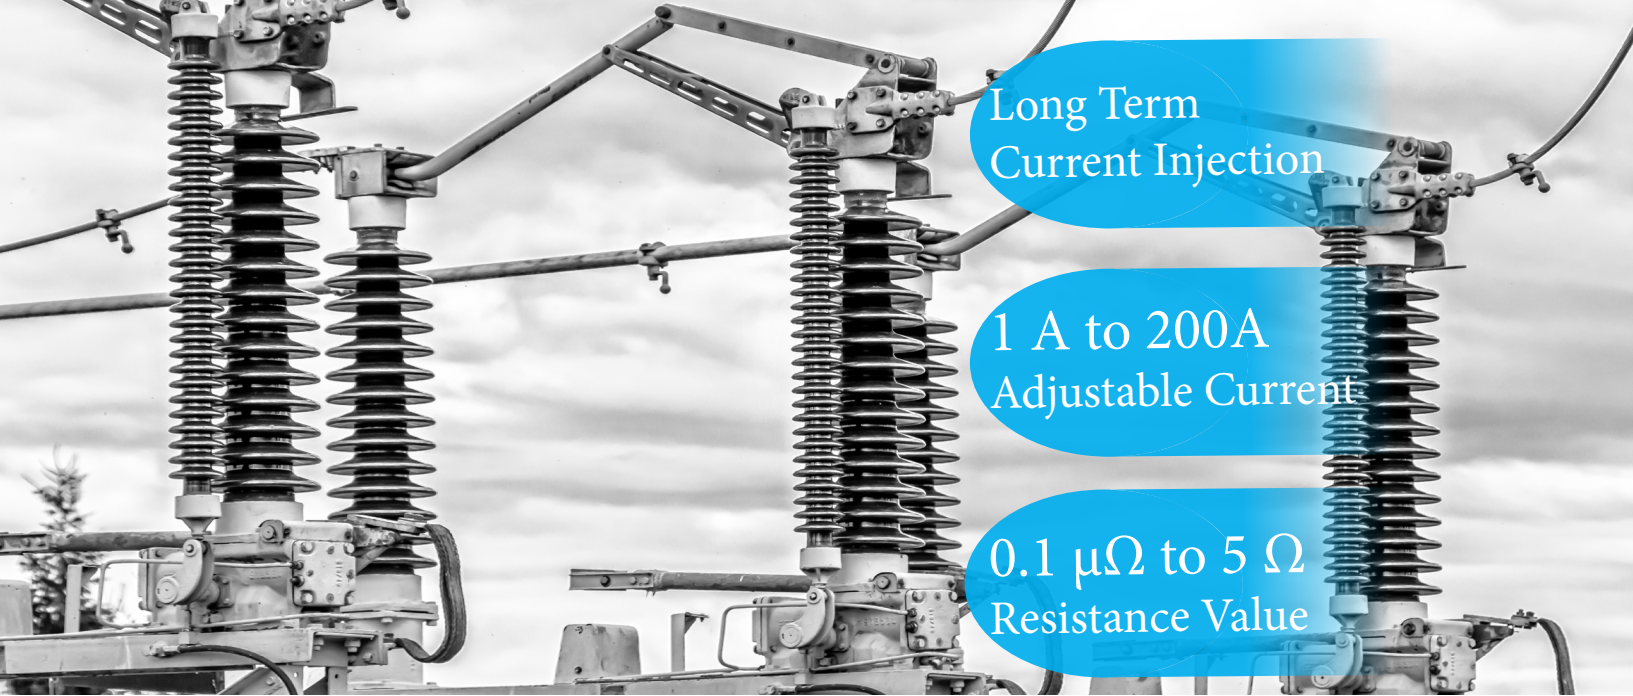 Long Term
Current Injection
1 A to 200A
Adjustable Current
0.1 μΩ to 5 Ω
Resistance Value